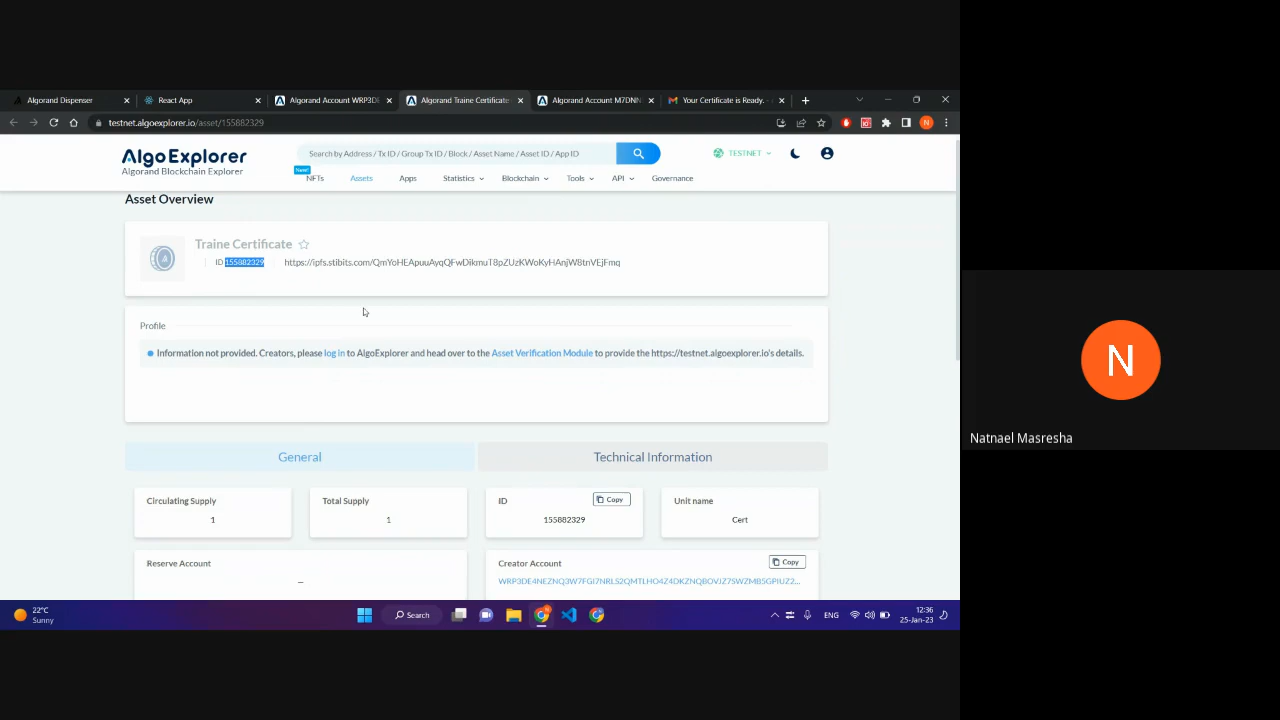 Algorand Dispenser
React App
Algorand Account WRP3DE
Algorand Traine Certificate
Algorand Account M7DNN
Your Certificate is Ready. -
testnet.algoexplorer.io/asset/155882329
AlgoExplorer
Algorand Blockchain Explorer
Search by Address / Tx ID / Group Tx ID / Block / Asset Name / Asset ID / App ID
TESTNET
New!
NFTs
Assets
Apps
Statistics
Blockchain
Tools
API
Governance
Asset Overview
Traine Certificate
ID 155882329
https://ipfs.stibits.com/QmYoHEApuuAyqQFwDikmuT8pZUzKWoKyHAnjW8tnVEjFmq
Profile
Information not provided. Creators, please log in to AlgoExplorer and head over to the Asset Verification Module to provide the https://testnet.algoexplorer.io's details.
General
Technical Information
Circulating Supply
1
Total Supply
1
ID
Copy
155882329
Unit name
Cert
Reserve Account
—
Creator Account
Copy
WRP3DE4NEZNQ3W7FGI7NRLS2QMTLHO4Z4DKZNQBOVJZ7SWZMB5GPIUZ2...
22°C
Sunny
Search
ENG
12:36
25-Jan-23
N
Natnael Masresha